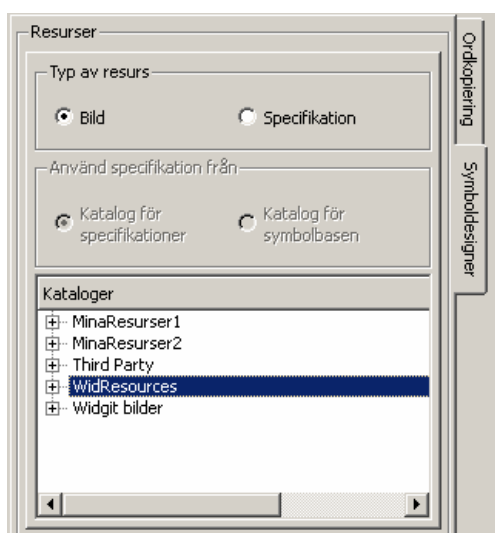 Resurser
Typ av resurs
Bild
Specifikation
Använd specifikation från
Katalog för
specifikationer
Katalog för
symbolbasen
Kataloger
MinaResurser1
MinaResurser2
Third Party
WidResources
Widgit bilder
Ordkopiering
Symboldesigner